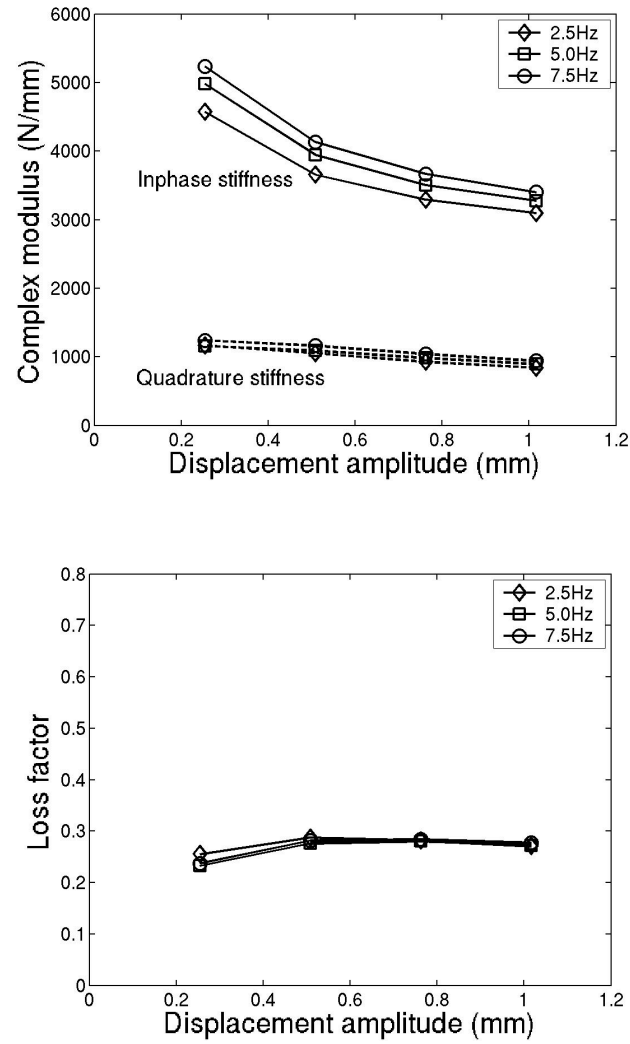 6000
5000
4000
3000
2000
1000
0
Complex modulus (N/mm)
2.5Hz
5.0Hz
7.5Hz
Inphase stiffness
Quadrature stiffness
0 0.2 0.4 0.6 0.8 1 1.2
Displacement amplitude (mm)
0.8
0.7
0.6
0.5
0.4
0.3
0.2
0.1
0
Loss factor
2.5Hz
5.0Hz
7.5Hz
0 0.2 0.4 0.6 0.8 1 1.2
Displacement amplitude (mm)